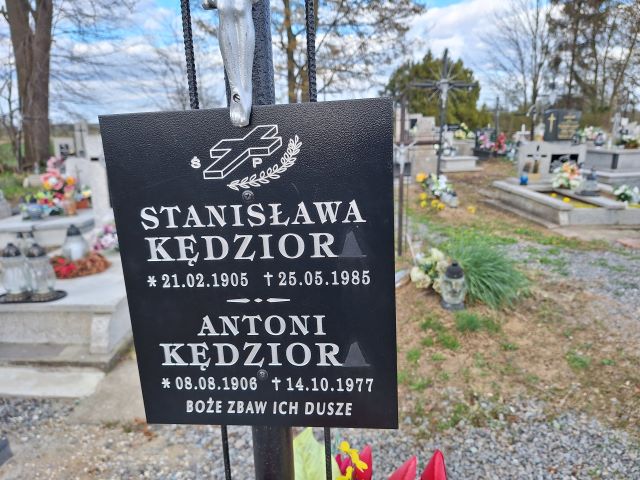 Ś P
STANISŁAWA
KĘDZIOR
* 21.02.1905 † 25.05.1985
ANTONI
KĘDZIOR
* 08.08.1906 † 14.10.1977
BOŻE ZBAW ICH DUSZE